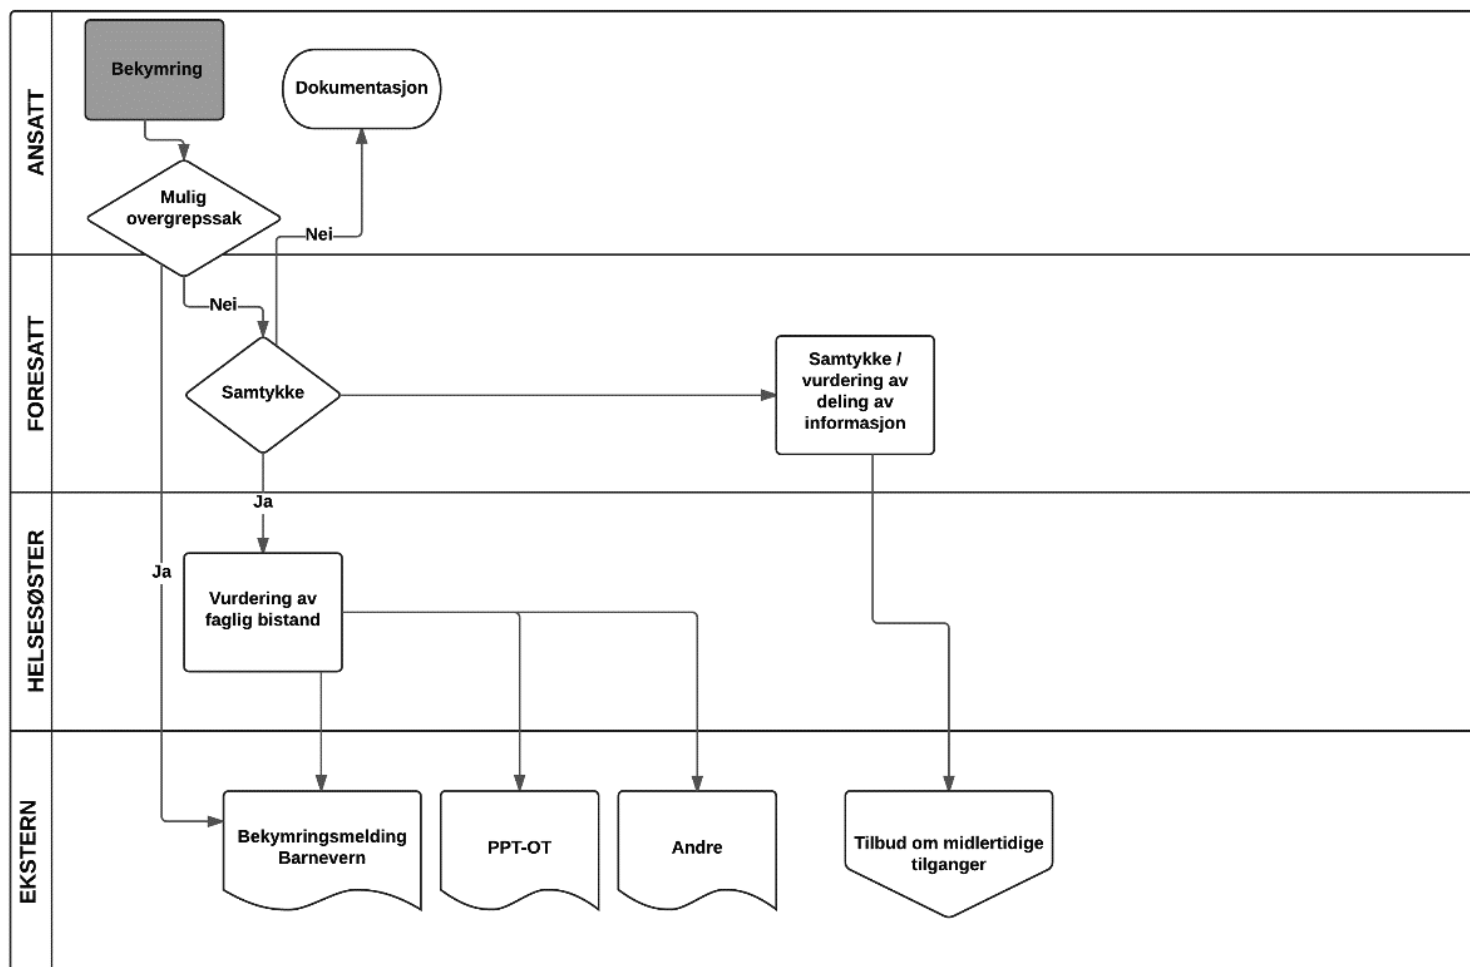 ANSATT
Bekymring
Dokumentasjon
Mulig
overgrepssak
Nei
FORESATT
Nei
Samtykke
Samtykke /
vurdering av
deling av
informasjon
Ja
HELSESØSTER
Ja
Vurdering av
faglig bistand
EKSTERN
Bekymringsmelding
Barnevern
PPT-OT
Andre
Tilbud om midlertidige
tilganger